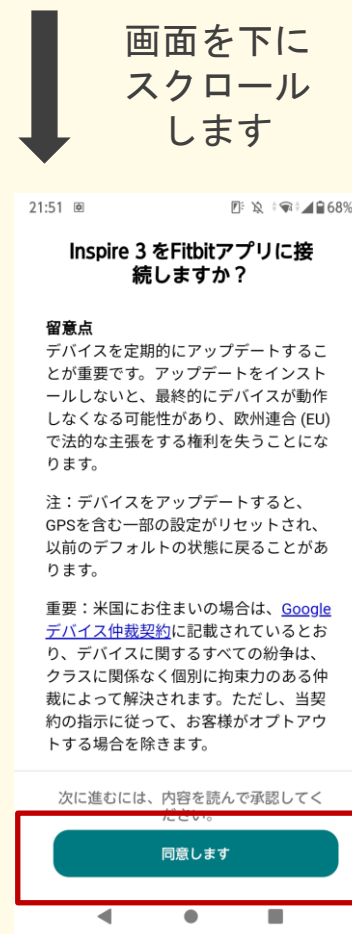 画面を下に
スクロール
します
21:51
68%
Inspire 3 をFitbitアプリに接
続しますか？
留意点
デバイスを定期的にアップデートするこ
とが重要です。アップデートをインスト
ールしないと、最終的にデバイスが動作
しなくなる可能性があり、欧州連合 (EU)
で法的な主張をする権利を失うことにな
ります。
注：デバイスをアップデートすると、
GPSを含む一部の設定がリセットされ、
以前のデフォルトの状態に戻ることがあ
ります。
重要：米国にお住まいの場合は、Google
デバイス仲裁契約に記載されているとお
り、デバイスに関するすべての紛争は、
クラスに関係なく個別に拘束力のある仲
裁によって解決されます。ただし、当契
約の指示に従って、お客様がオプトアウ
トする場合を除きます。
次に進むには、内容を読んで承認してく
ださい。
同意します